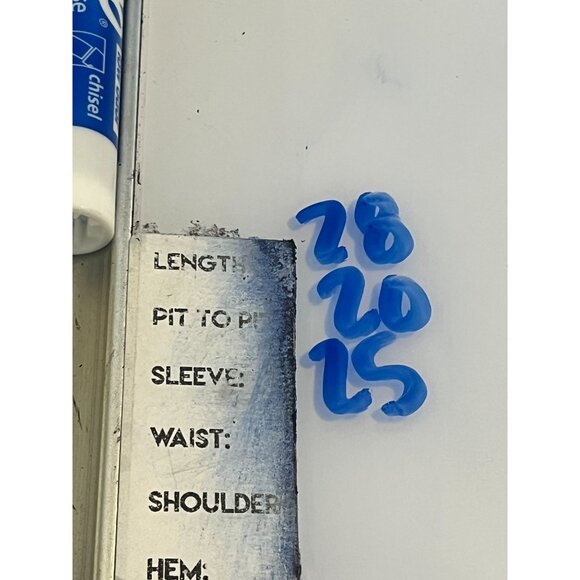 chisel
LENGTH 28
PIT TO PI 20
SLEEVE: 25
WAIST:
SHOULDER
HEM: